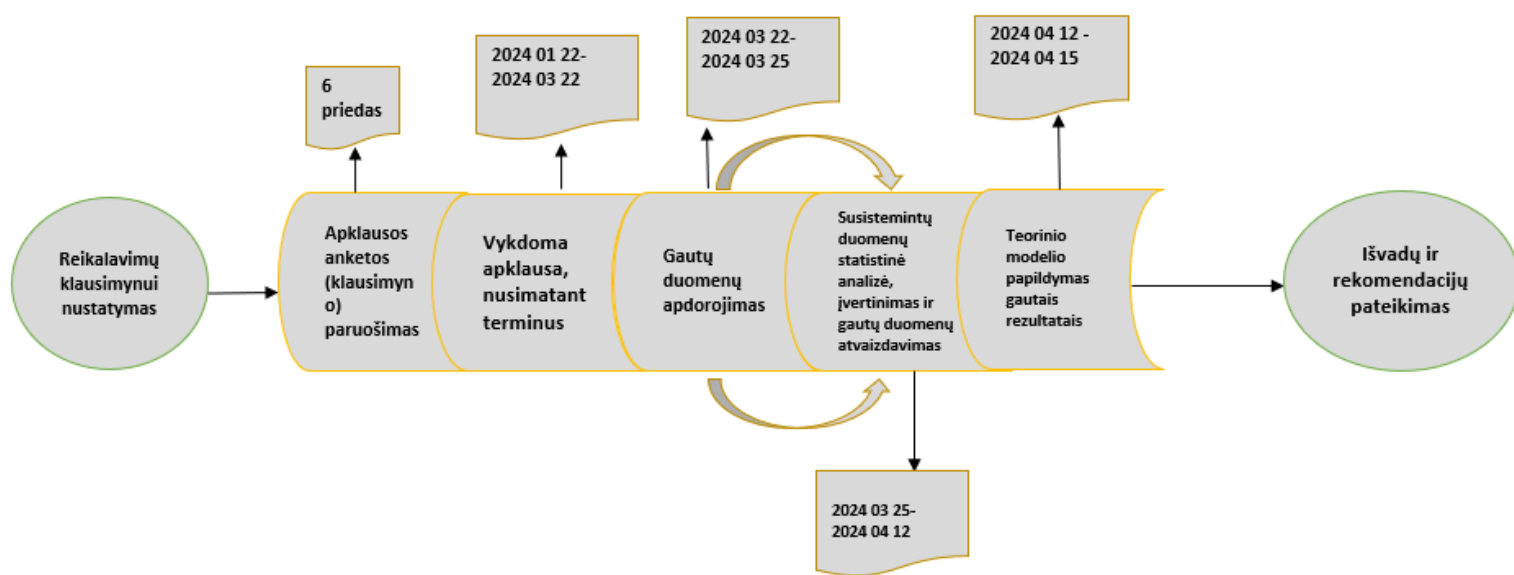 6
priedas
2024 01 22-
2024 03 22
2024 03 22-
2024 03 25
2024 04 12 -
2024 04 15
Reikalavimų
klausimynui
nustatymas
Apklausos
anketos
(klausimyn
o)
paruošimas
Vykdoma
apklausa,
nusimatant
terminus
Gautų
duomenų
apdorojimas
Susistemintų
duomenų
statistinė
analizė,
įvertinimas ir
gautų duomenų
atvaizdavimas
Teorinio
modelio
papildymas
gautais
rezultatais
Išvadų ir
rekomendacijų
pateikimas
2024 03 25-
2024 04 12